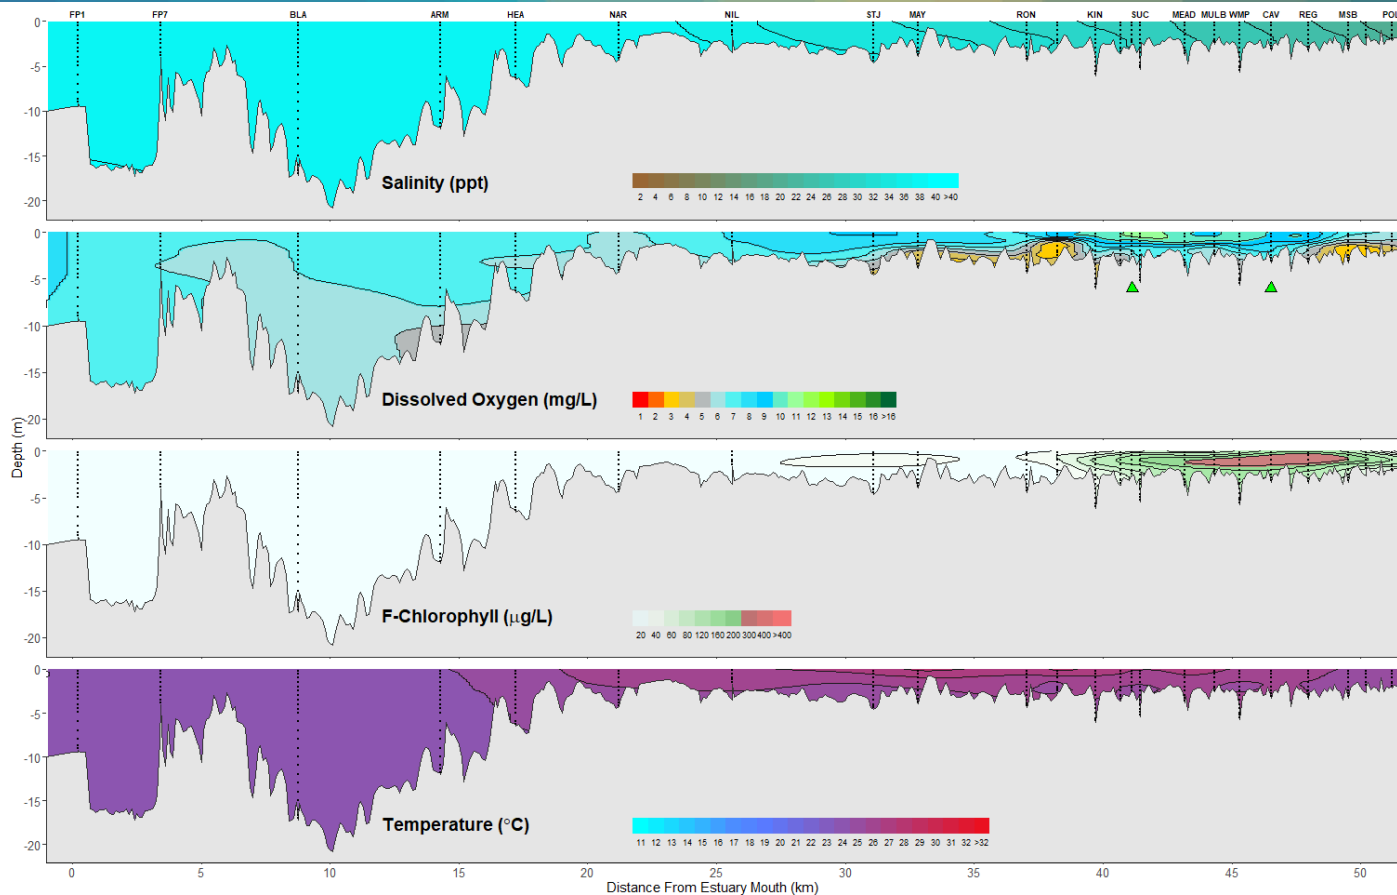 FP1 FP7 BLA ARM HEA NAR NIL STJ MAY RON KIN SUC MEAD MULB WMP CAV REG MSB POL
0
-5
-10
-15
-20
Salinity (ppt)
2 4 6 8 10 12 14 16 18 20 22 24 26 28 30 32 34 36 38 40 >40
0
-5
-10
-15
-20
Dissolved Oxygen (mg/L)
1 2 3 4 5 6 7 8 9 10 11 12 13 14 15 16 >16
Depth (m)
0
-5
-10
-15
-20
F-Chlorophyll (μg/L)
20 40 60 80 120 160 200 300 400 >400
0
-5
-10
-15
-20
Temperature (°C)
11 12 13 14 15 16 17 18 19 20 21 22 23 24 25 26 27 28 29 30 31 32 >32
0 5 10 15 20 25 30 35 40 45 50
Distance From Estuary Mouth (km)